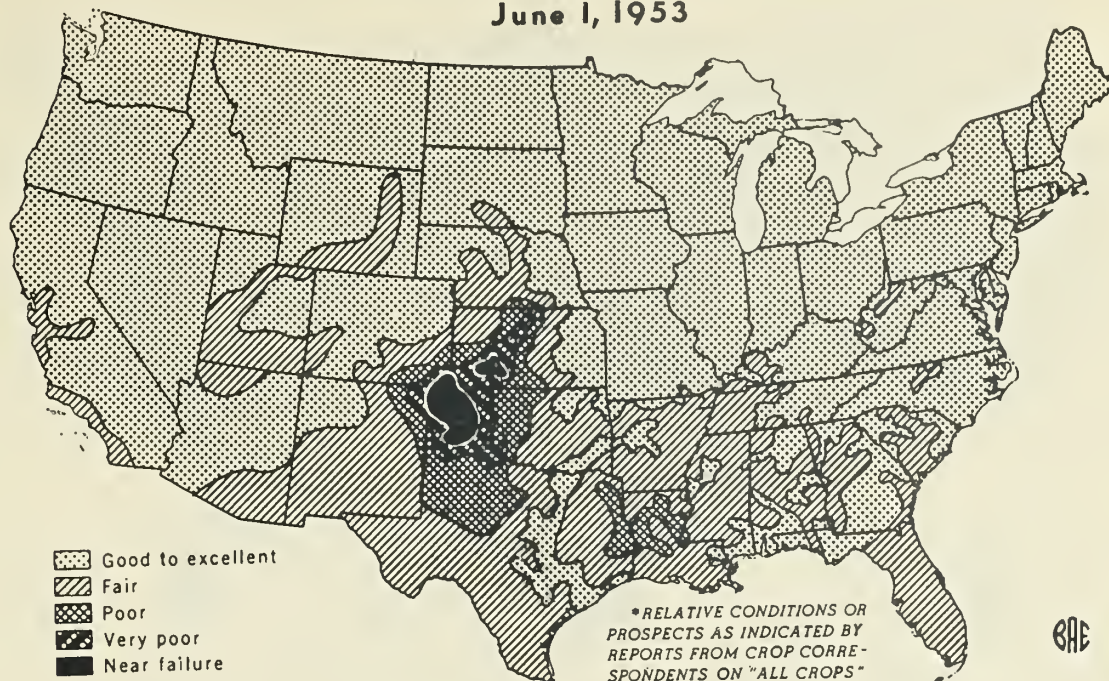 June 1, 1953
Good to excellent
Fair
Poor
Very poor
Near failure
*RELATIVE CONDITIONS OR
PROSPECTS AS INDICATED BY
REPORTS FROM CROP CORRE-
SPONDENTS ON "ALL CROPS"
BAE